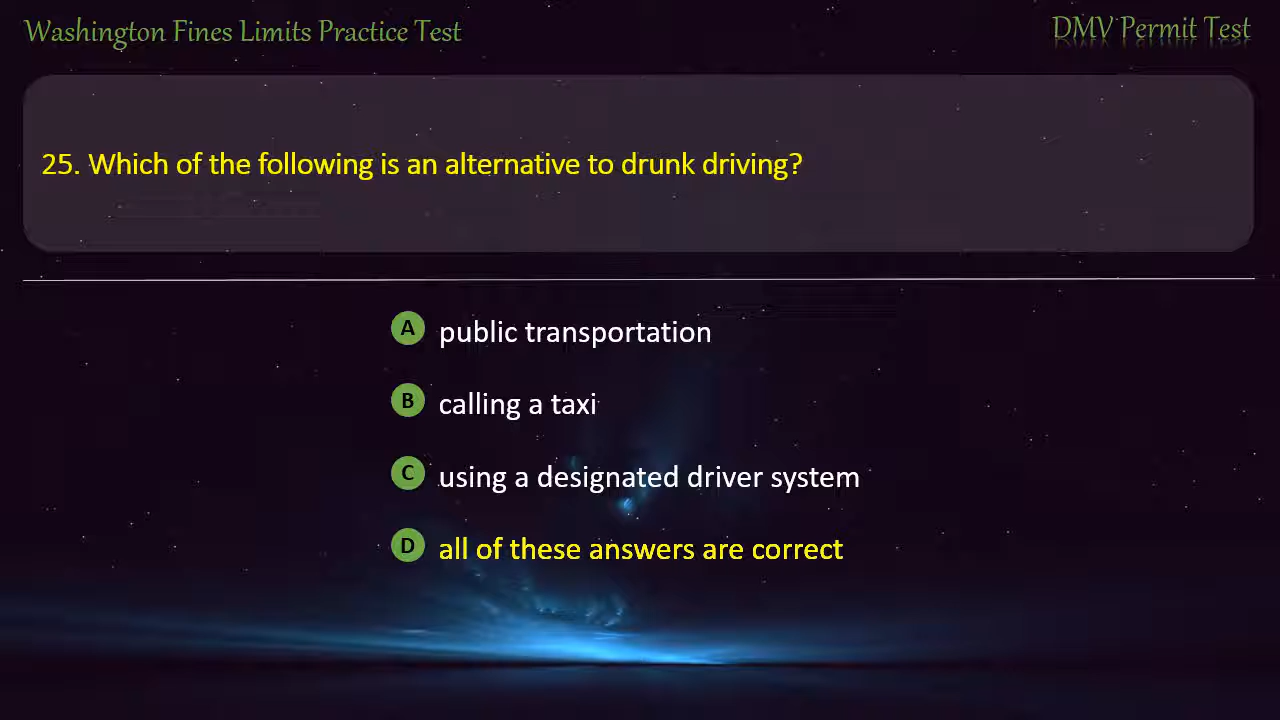 Washington Fines Limits Practice Test
DMV Permit Test
25. Which of the following is an alternative to drunk driving?
A public transportation
B calling a taxi
C using a designated driver system
D all of these answers are correct